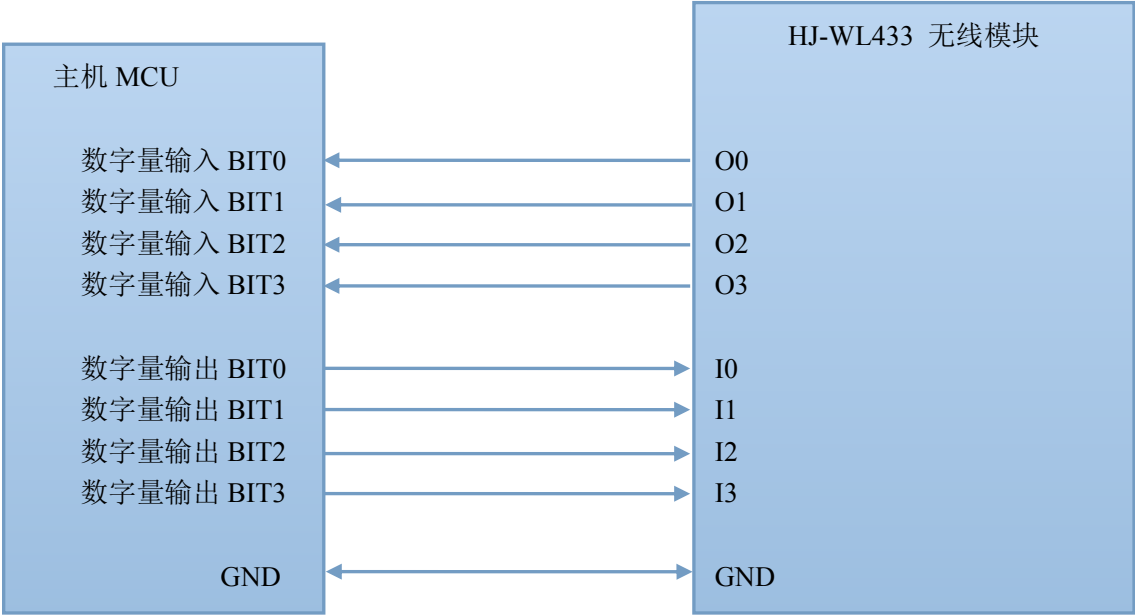 HJ-WL433 无线模块
主机 MCU
数字量输入 BIT0 O0
数字量输入 BIT1 O1
数字量输入 BIT2 O2
数字量输入 BIT3 O3
数字量输出 BIT0 I0
数字量输出 BIT1 I1
数字量输出 BIT2 I2
数字量输出 BIT3 I3
GND GND